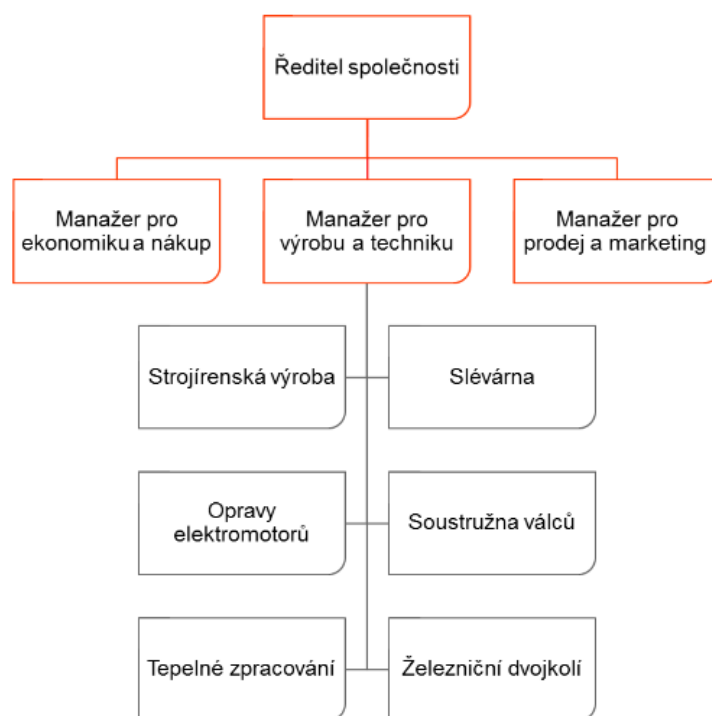 Ředitel společnosti
Manažer pro
ekonomiku a nákup
Manažer pro
výrobu a techniku
Manažer pro
prodej a marketing
Strojírenská výroba
Slévárna
Opravy
elektromotorů
Soustružna válců
Tepelné zpracování
Železniční dvojkolí